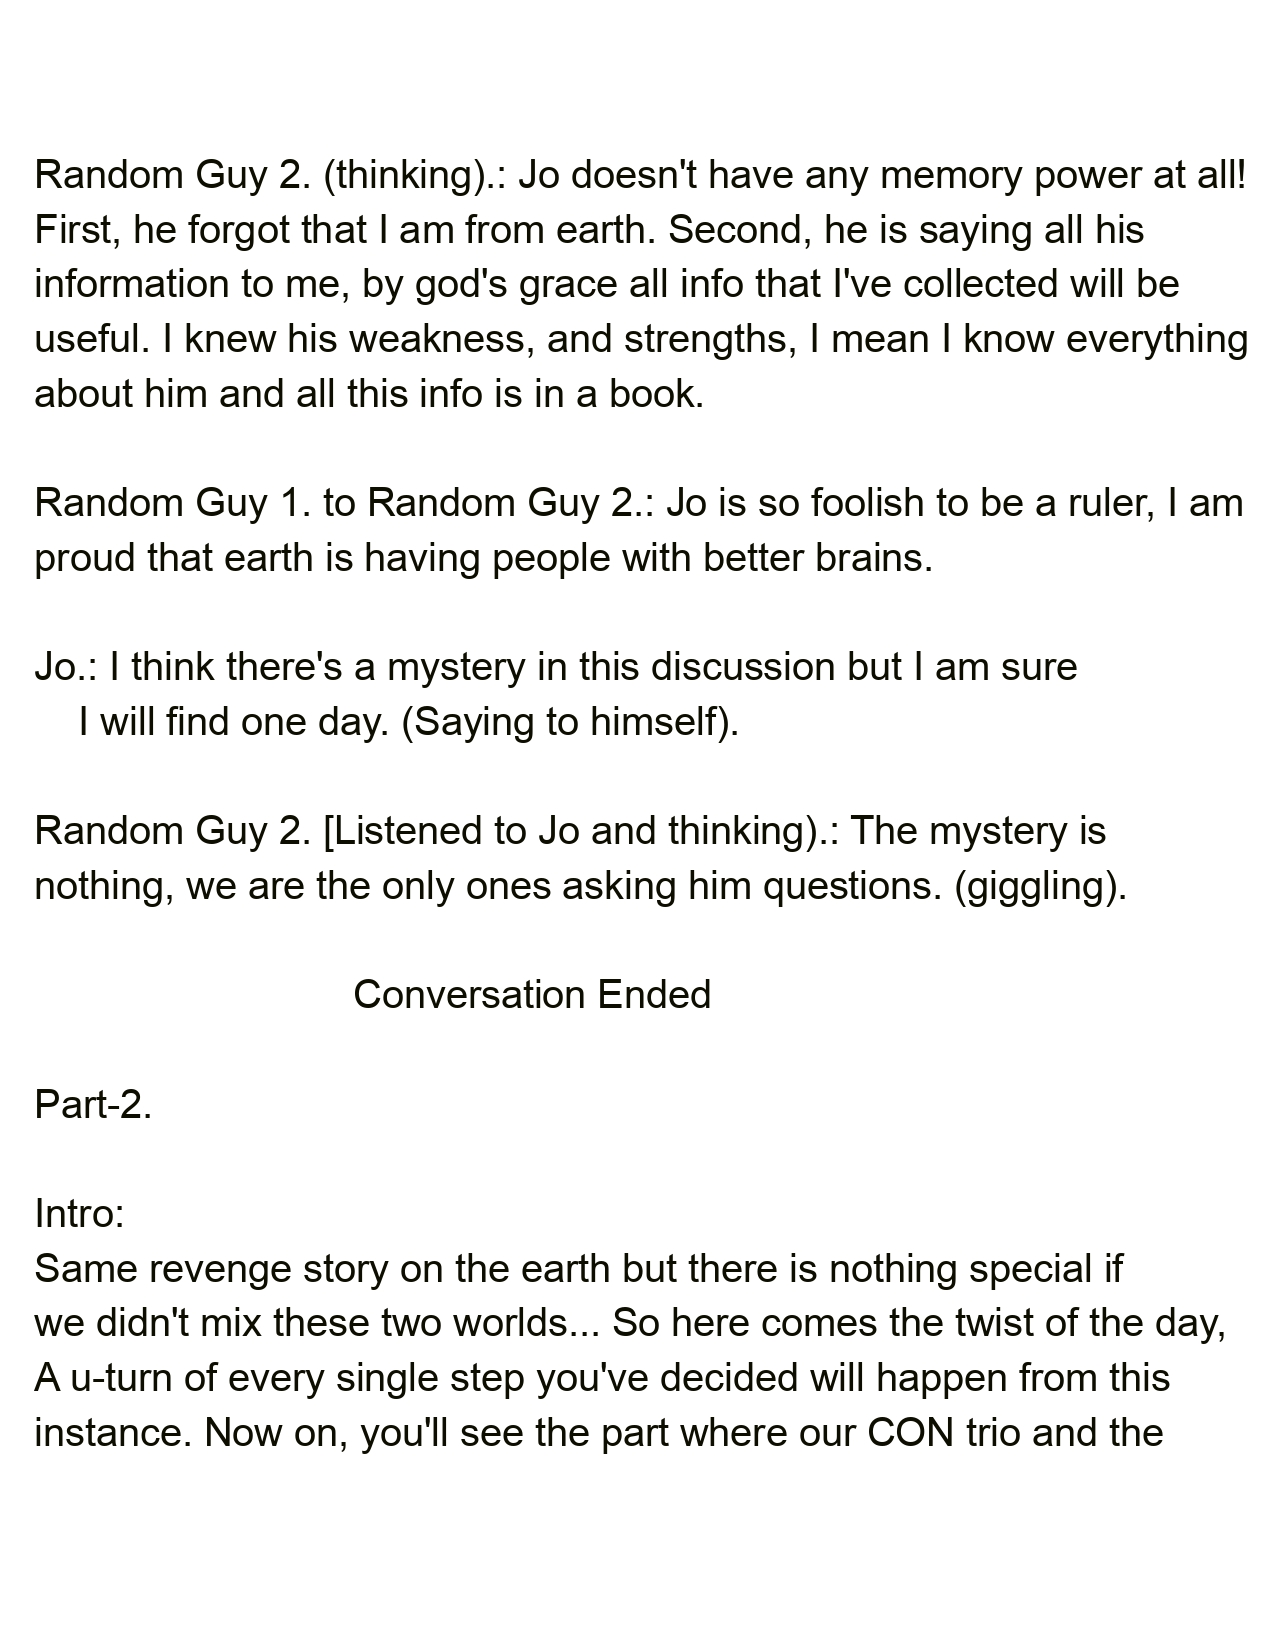 Random Guy 2. (thinking).: Jo doesn't have any memory power at all!
First, he forgot that I am from earth. Second, he is saying all his
information to me, by god's grace all info that I've collected will be
useful. I knew his weakness, and strengths, I mean I know everything
about him and all this info is in a book.
Random Guy 1. to Random Guy 2.: Jo is so foolish to be a ruler, I am
proud that earth is having people with better brains.
Jo.: I think there's a mystery in this discussion but I am sure
I will find one day. (Saying to himself).
Random Guy 2. [Listened to Jo and thinking).: The mystery is
nothing, we are the only ones asking him questions. (giggling).
Conversation Ended
Part-2.
Intro:
Same revenge story on the earth but there is nothing special if
we didn't mix these two worlds... So here comes the twist of the day,
A u-turn of every single step you've decided will happen from this
instance. Now on, you'll see the part where our CON trio and the